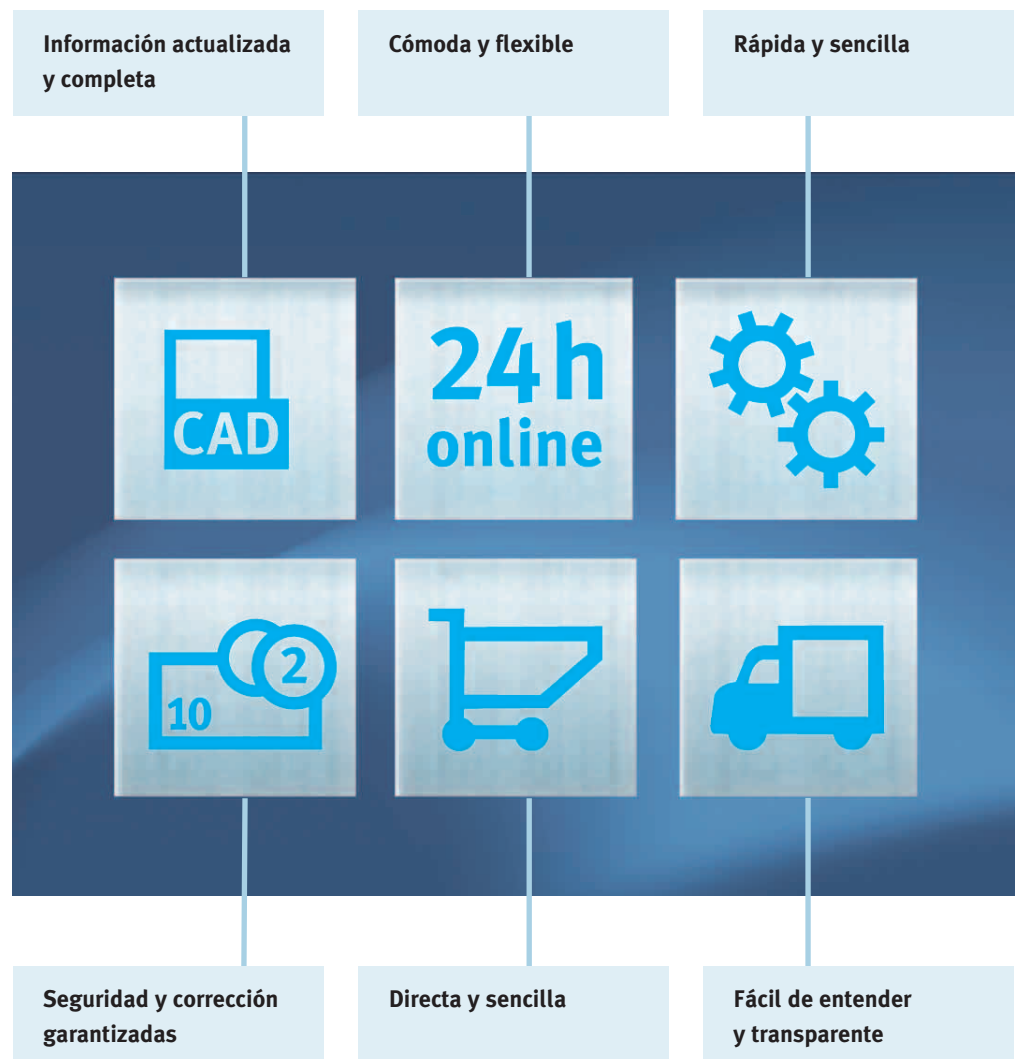 Información actualizada
y completa
Cómoda y flexible
Rápida y sencilla
CAD
24h
online
10
2
Seguridad y corrección
garantizadas
Directa y sencilla
Fácil de entender
y transparente